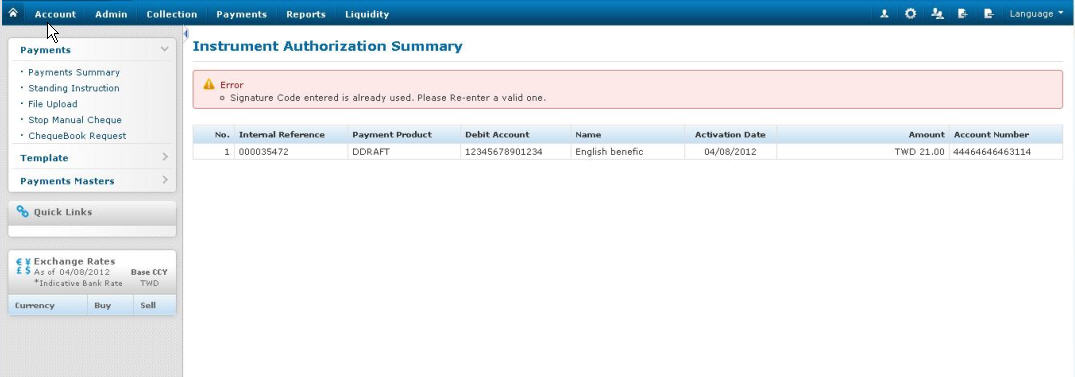 Account Admin Collection Payments Reports Liquidity Language
Payments
Payments Summary
Standing Instruction
File Upload
Stop Manual Cheque
ChequeBook Request
Template
Payments Masters
Quick Links
€ ¥ Exchange Rates
£ $ As of 04/08/2012 Base CCY
*Indicative Bank Rate TWD
Currency Buy Sell
Instrument Authorization Summary
Error
Signature Code entered is already used. Please Re-enter a valid one.
No. Internal Reference Payment Product Debit Account Name Activation Date Amount Account Number
1 000035472 DDRAFT 12345678901234 English benefic 04/08/2012 TWD 21.00 44464646463114